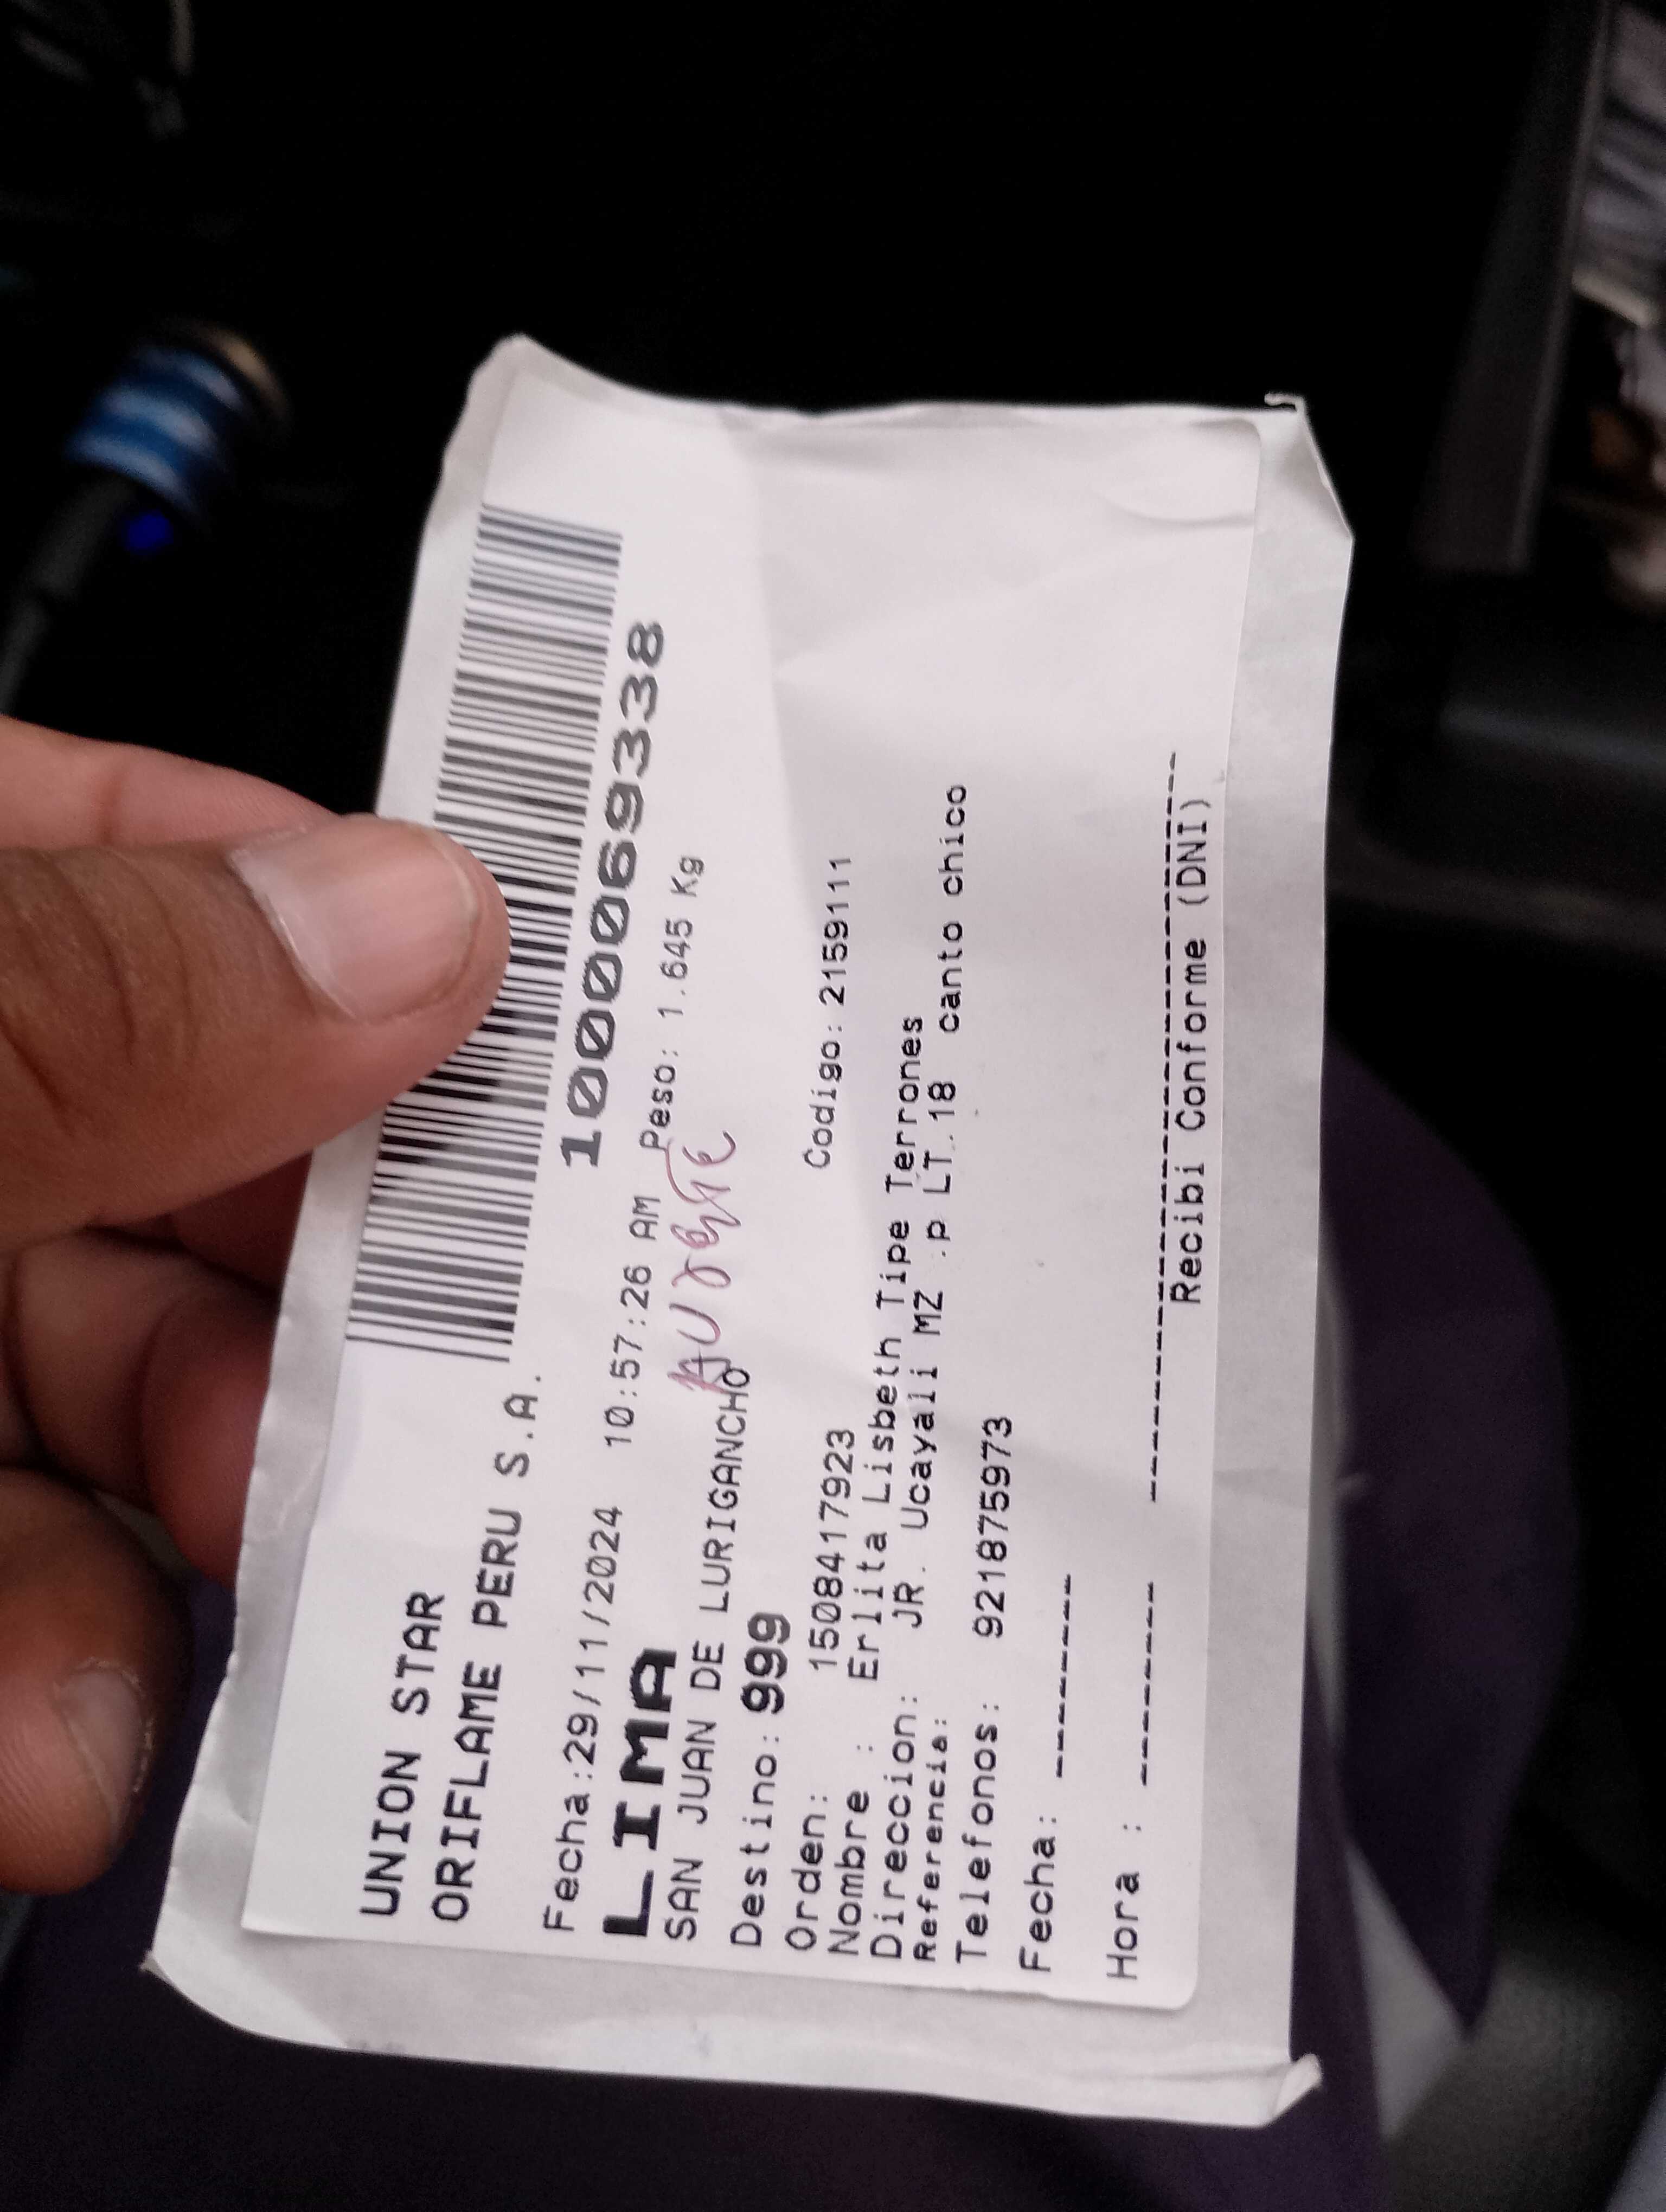 UNION STAR
ORIFLAME PERU S.A.
1000069338
Fecha:29/11/2024 10:57:26 AM Peso: 1.645 Kg
LIMA
AUSENTE
SAN JUAN DE LURIGANCHO
Destino: 999
Orden: 1508417923 Codigo: 2159111
Nombre : Erlita Lisbeth Tipe Terrones
Direccion: JR. Ucayali MZ :p LT.18 canto chico
Referencia:
Telefonos: 921875973
Fecha: -------
Hora : -------
Recibi Conforme (DNI)